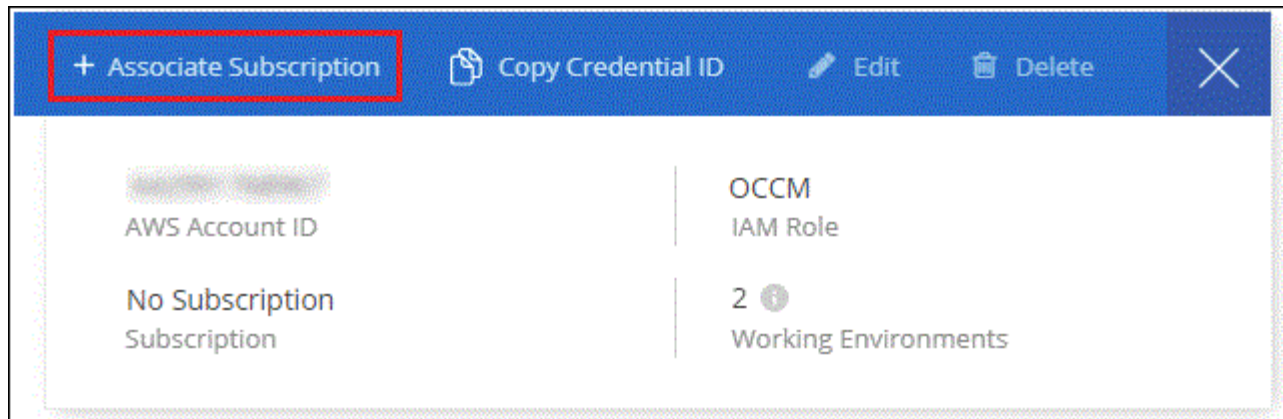 + Associate Subscription Copy Credential ID Edit Delete
OCCM
AWS Account ID IAM Role
No Subscription 2
Subscription Working Environments